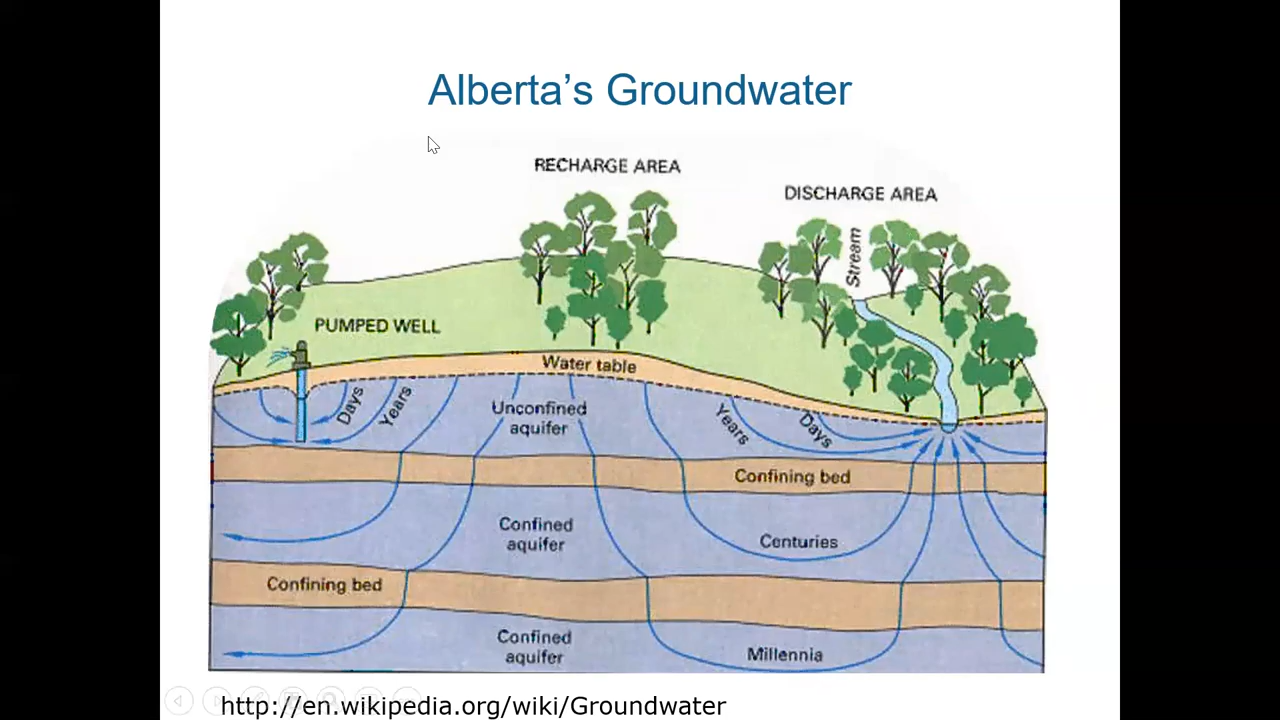 Alberta’s Groundwater
RECHARGE AREA
DISCHARGE AREA
Stream
PUMPED WELL
Water table
Days
Years
Unconfined
aquifer
Years
Days
Confining bed
Confined
aquifer
Centuries
Confining bed
Confined
aquifer
Millennia
http://en.wikipedia.org/wiki/Groundwater